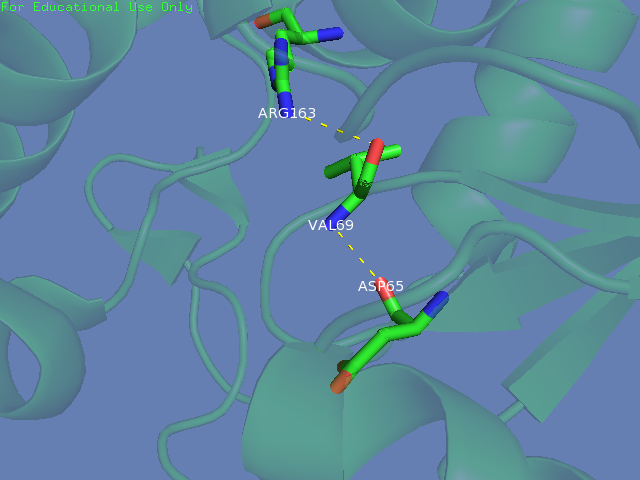 For Educational Use Only
ARG163
VAL69
ASP65